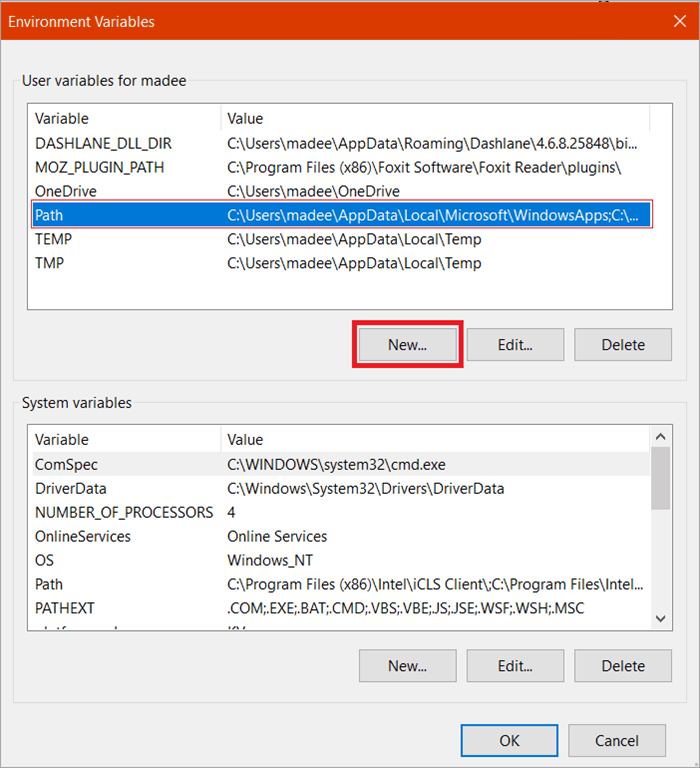 Environment Variables
User variables for madee
Variable Value
DASHLANE_DLL_DIR C:\Users\madee\AppData\Roaming\Dashlane\4.6.8.25848\bi...
MOZ_PLUGIN_PATH C:\Program Files (x86)\Foxit Software\Foxit Reader\plugins\
OneDrive C:\Users\madee\OneDrive
Path C:\Users\madee\AppData\Local\Microsoft\WindowsApps;C:\...
TEMP C:\Users\madee\AppData\Local\Temp
TMP C:\Users\madee\AppData\Local\Temp
New... Edit... Delete
System variables
Variable Value
ComSpec C:\WINDOWS\system32\cmd.exe
DriverData C:\Windows\System32\Drivers\DriverData
NUMBER_OF_PROCESSORS 4
OnlineServices Online Services
OS Windows_NT
Path C:\Program Files (x86)\Intel\iCLS Client\;C:\Program Files\Intel...
PATHEXT .COM;.EXE;.BAT;.CMD;.VBS;.VBE;.JS;.JSE;.WSF;.WSH;.MSC
New... Edit... Delete
OK Cancel